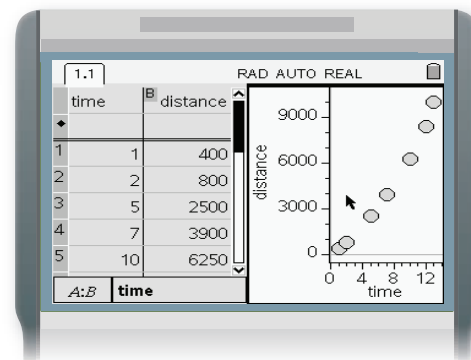 1.1 RAD AUTO REAL
time B distance
1 1 400
2 2 800
3 5 2500
4 7 3900
5 10 6250
A:B time
9000
6000
3000
0
distance
0 4 8 12
time